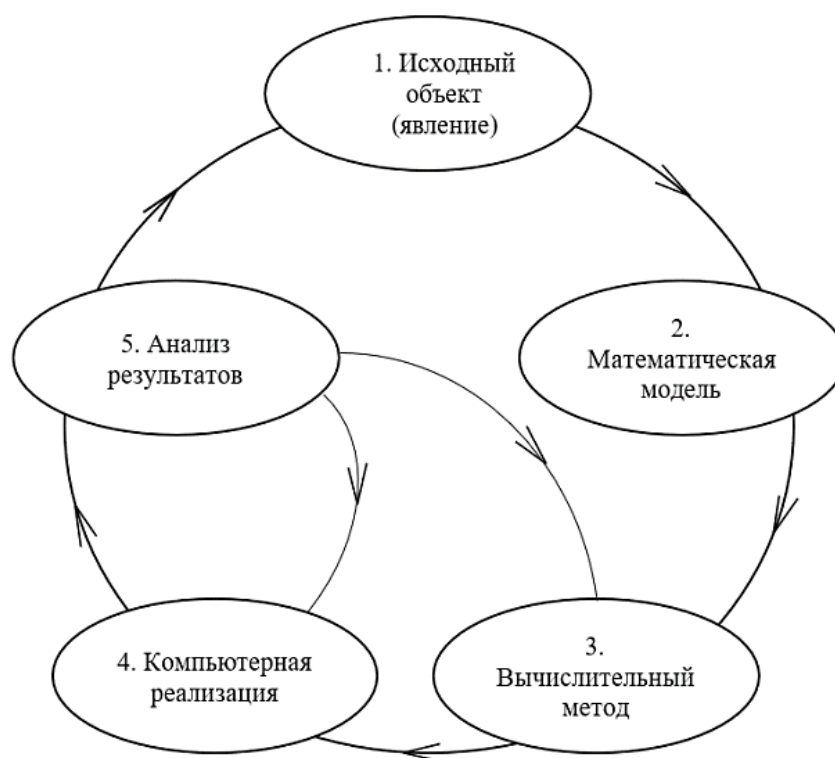 1. Исходный
объект
(явление)
2.
Математическая
модель
3.
Вычислительный
метод
4. Компьютерная
реализация
5. Анализ
результатов